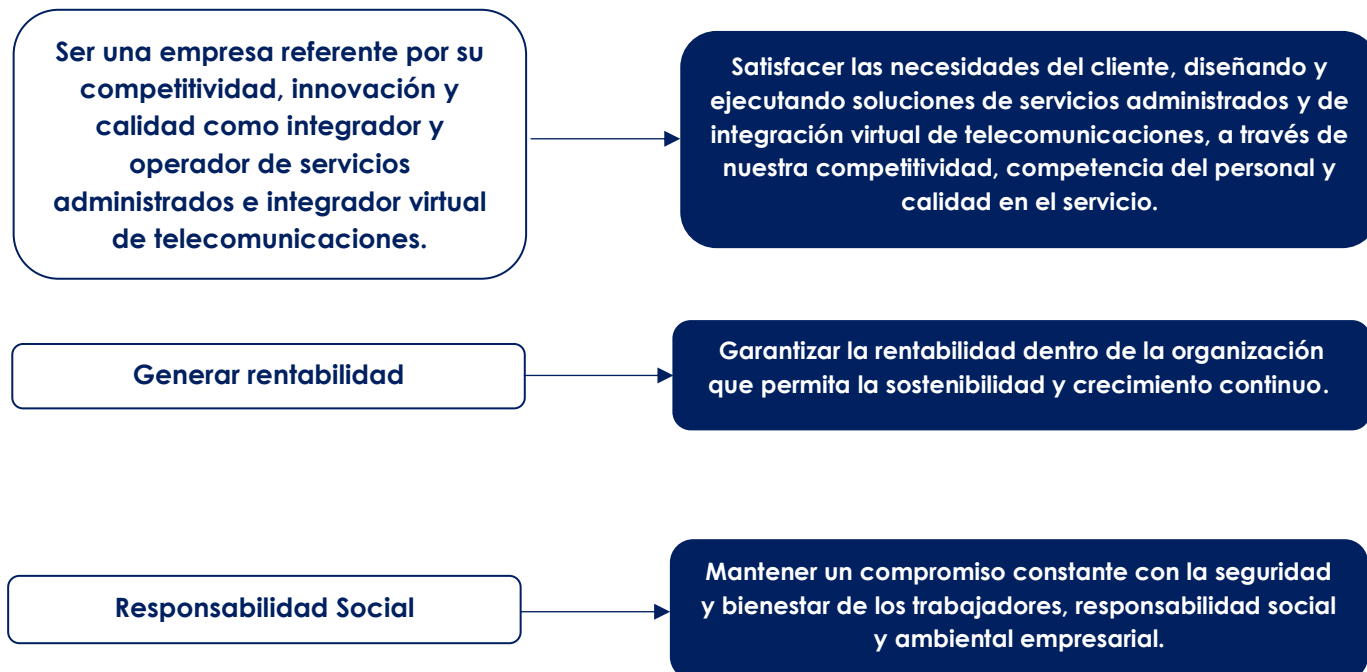 Ser una empresa referente por su
competitividad, innovación y
calidad como integrador y
operador de servicios
administrados e integrador virtual
de telecomunicaciones.
Satisfacer las necesidades del cliente, diseñando y
ejecutando soluciones de servicios administrados y de
integración virtual de telecomunicaciones, a través de
nuestra competitividad, competencia del personal y
calidad en el servicio.
Generar rentabilidad
Garantizar la rentabilidad dentro de la organización
que permita la sostenibilidad y crecimiento continuo.
Responsabilidad Social
Mantener un compromiso constante con la seguridad
y bienestar de los trabajadores, responsabilidad social
y ambiental empresarial.